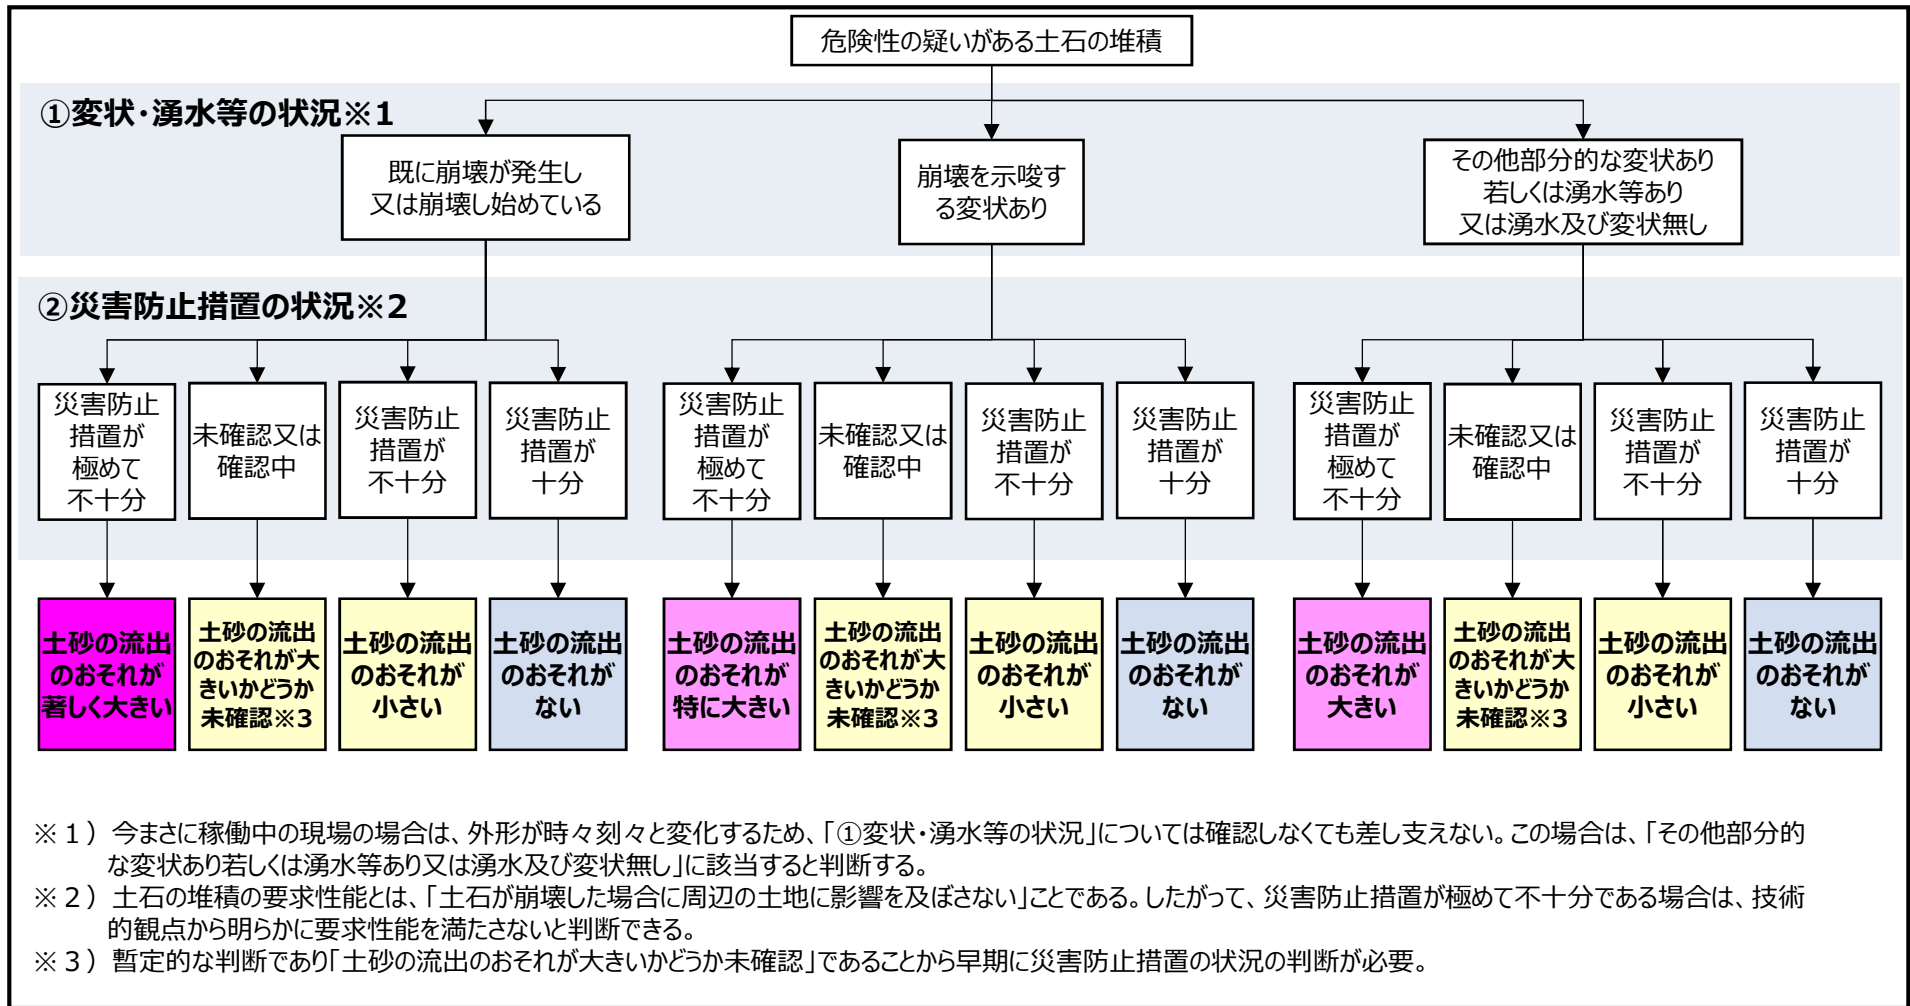 危険性の疑いがある土石の堆積
①変状・湧水等の状況※1
既に崩壊が発生し
又は崩壊し始めている
崩壊を示唆す
る変状あり
その他部分的な変状あり
若しくは湧水等あり
又は湧水及び変状無し
②災害防止措置の状況※2
災害防止
措置が
極めて
不十分
未確認又は
確認中
災害防止
措置が
不十分
災害防止
措置が
十分
災害防止
措置が
極めて
不十分
未確認又は
確認中
災害防止
措置が
不十分
災害防止
措置が
十分
災害防止
措置が
極めて
不十分
未確認又は
確認中
災害防止
措置が
不十分
災害防止
措置が
十分
土砂の流出
のおそれが
著しく大きい
土砂の流出
のおそれが大
きいかどうか
未確認※3
土砂の流出
のおそれが
小さい
土砂の流出
のおそれが
ない
土砂の流出
のおそれが
特に大きい
土砂の流出
のおそれが大
きいかどうか
未確認※3
土砂の流出
のおそれが
小さい
土砂の流出
のおそれが
ない
土砂の流出
のおそれが
大きい
土砂の流出
のおそれが大
きいかどうか
未確認※3
土砂の流出
のおそれが
小さい
土砂の流出
のおそれが
ない
※１）今まさに稼働中の現場の場合は、外形が時々刻々と変化するため、「①変状・湧水等の状況」については確認しなくても差し支えない。この場合は、「その他部分的
な変状あり若しくは湧水等あり又は湧水及び変状無し」に該当すると判断する。
※２）土石の堆積の要求性能とは、「土石が崩壊した場合に周辺の土地に影響を及ぼさない」ことである。したがって、災害防止措置が極めて不十分である場合は、技術
的観点から明らかに要求性能を満たさないと判断できる。
※３）暫定的な判断であり「土砂の流出のおそれが大きいかどうか未確認」であることから早期に災害防止措置の状況の判断が必要。